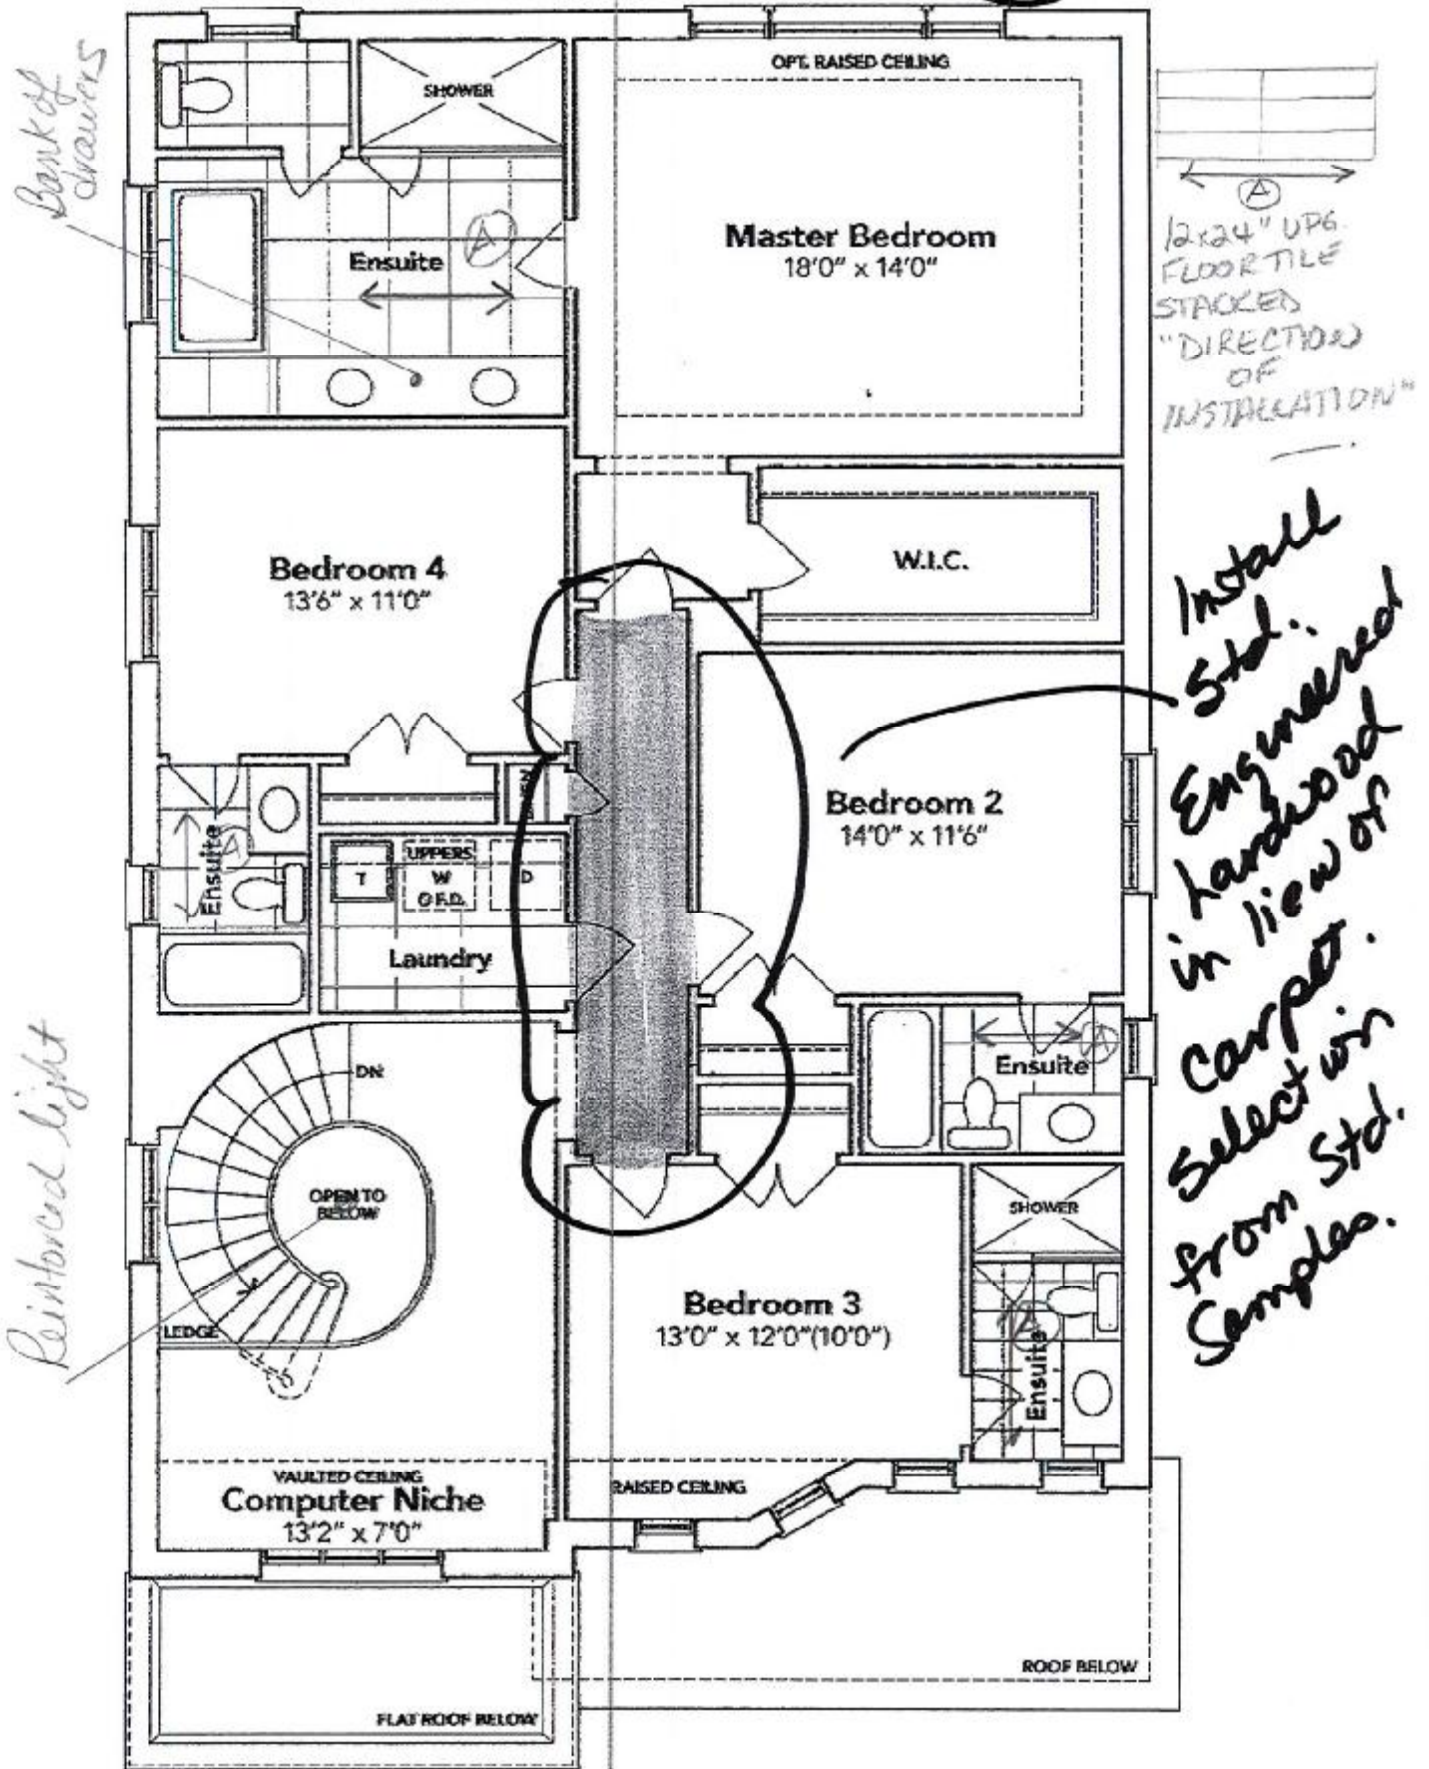 Bank of
drawers
SHOWER
OPT. RAISED CEILING
Master Bedroom
18'0" x 14'0"
Ensuite
A
A
12x24" UPG.
FLOOR TILE
STACKED
"DIRECTION
OF
INSTALLATION"
Bedroom 4
13'6" x 11'0"
W.I.C.
Install
Std.
Engineered
hardwood
in liew of
Carpet.
Selection
from Std.
Samples.
Bedroom 2
14'0" x 11'6"
LINEN
UPPERS
T
W
D
O F.D.
Laundry
Ensuite
A
Ensuite
A
Reinforced light
DN
OPEN TO
BELOW
LEDGE
SHOWER
Bedroom 3
13'0" x 12'0"(10'0")
Ensuite
A
VAULTED CEILING
Computer Niche
13'2" x 7'0"
RAISED CEILING
ROOF BELOW
FLAT ROOF BELOW